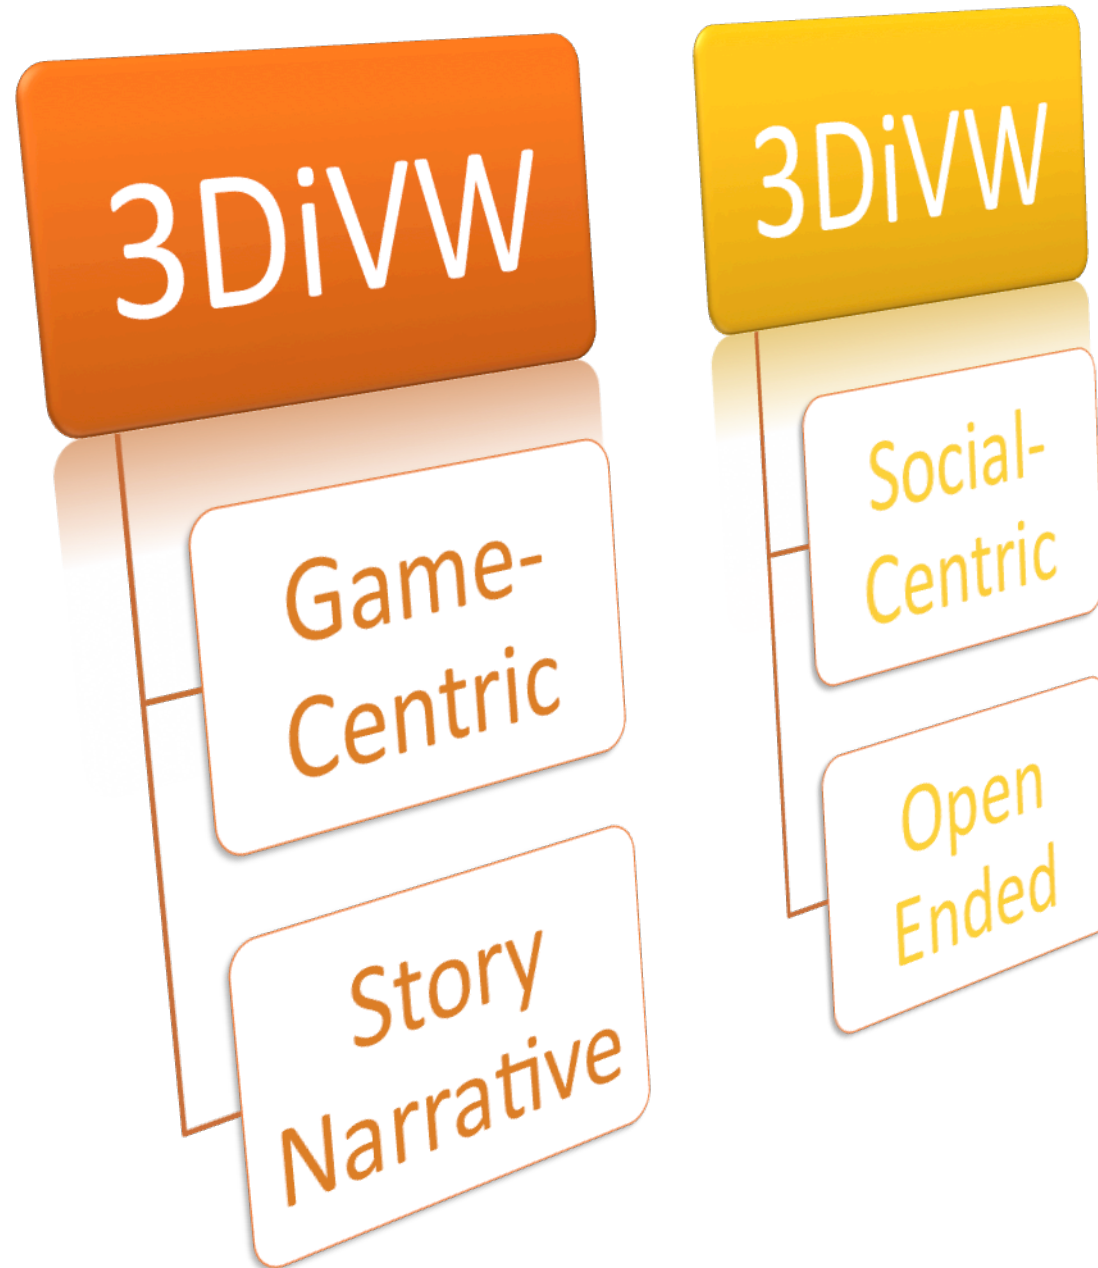 3DiVW
Game-
Centric
Story
Narrative
3DiVW
Social-
Centric
Open
Ended